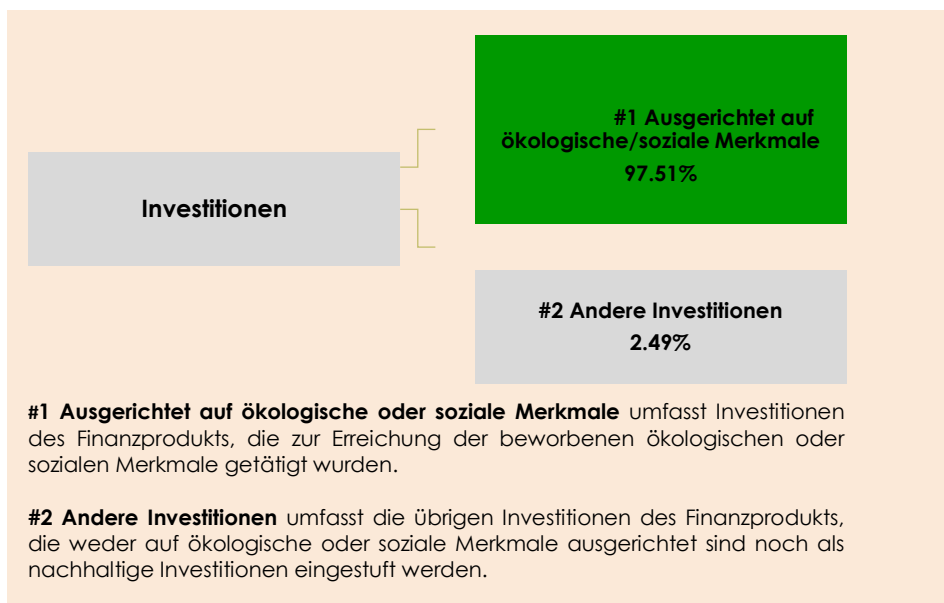 #1 Ausgerichtet auf
ökologische/soziale Merkmale
97.51%
Investitionen
#2 Andere Investitionen
2.49%
#1 Ausgerichtet auf ökologische oder soziale Merkmale umfasst Investitionen
des Finanzprodukts, die zur Erreichung der beworbenen ökologischen oder
sozialen Merkmale getätigt wurden.
#2 Andere Investitionen umfasst die übrigen Investitionen des Finanzprodukts,
die weder auf ökologische oder soziale Merkmale ausgerichtet sind noch als
nachhaltige Investitionen eingestuft werden.